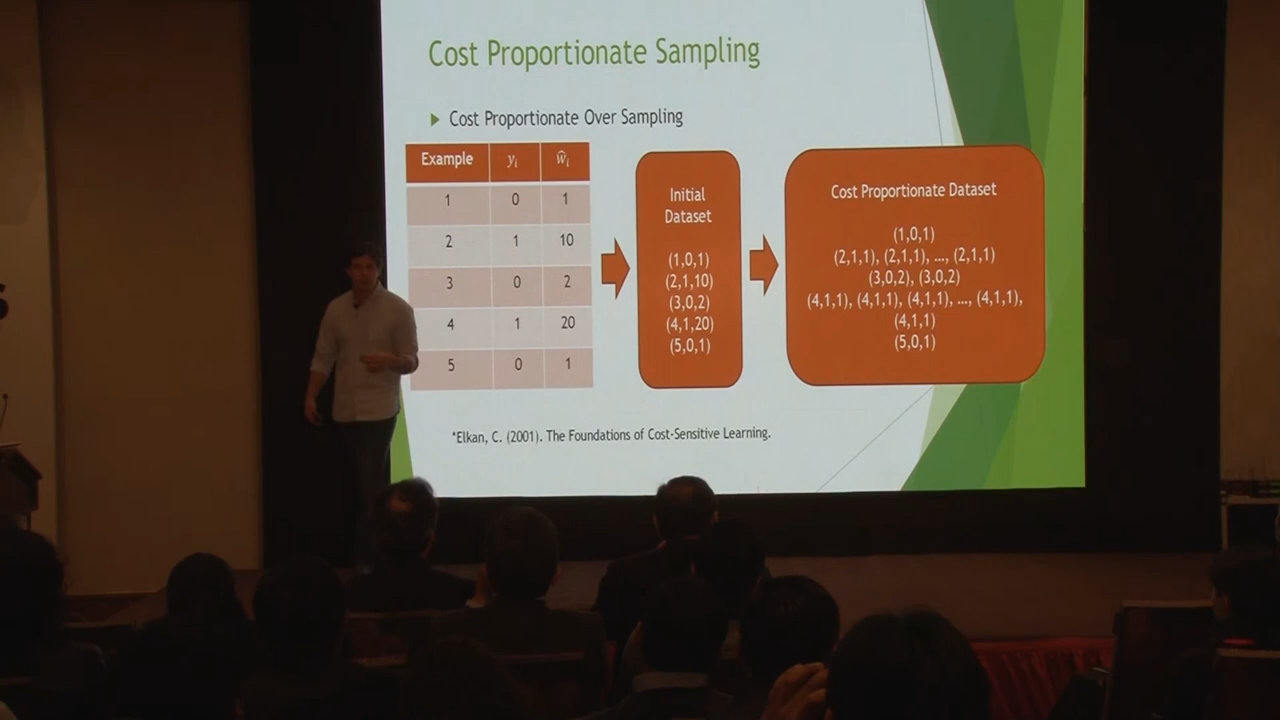 Cost Proportionate Sampling
Cost Proportionate Over Sampling
Example yᵢ ŵᵢ
1 0 1
2 1 10
3 0 2
4 1 20
5 0 1
Initial
Dataset
(1,0,1)
(2,1,10)
(3,0,2)
(4,1,20)
(5,0,1)
Cost Proportionate Dataset
(1,0,1)
(2,1,1), (2,1,1), ..., (2,1,1)
(3,0,2), (3,0,2)
(4,1,1), (4,1,1), (4,1,1), ..., (4,1,1),
(4,1,1)
(5,0,1)
*Elkan, C. (2001). The Foundations of Cost-Sensitive Learning.